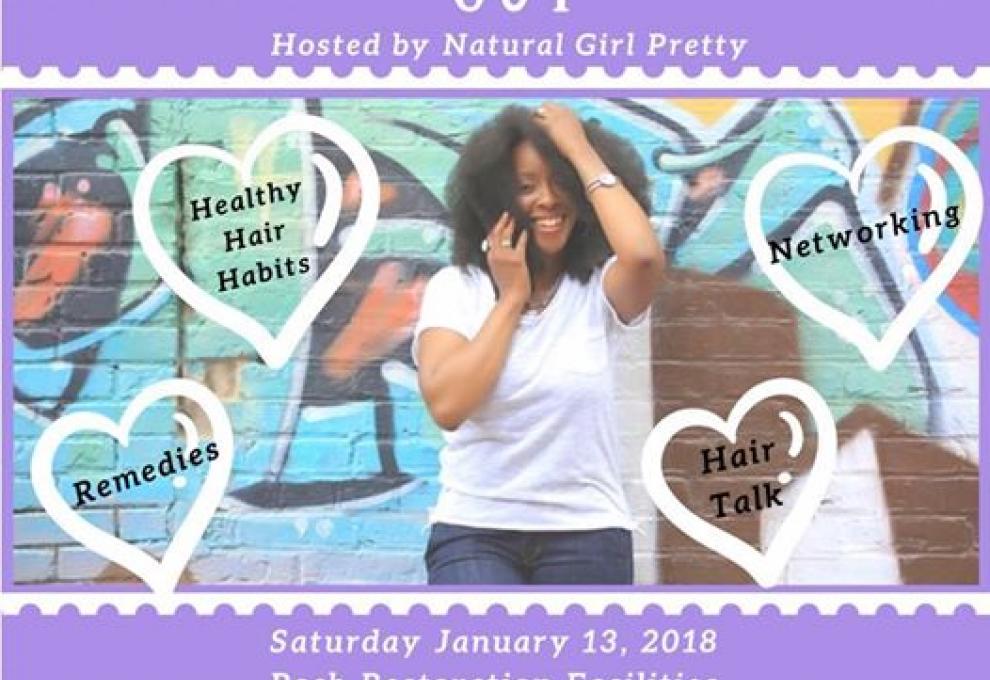 Hosted by Natural Girl Pretty
Healthy
Hair
Habits
Networking
Remedies
Hair
Talk
Saturday January 13, 2018